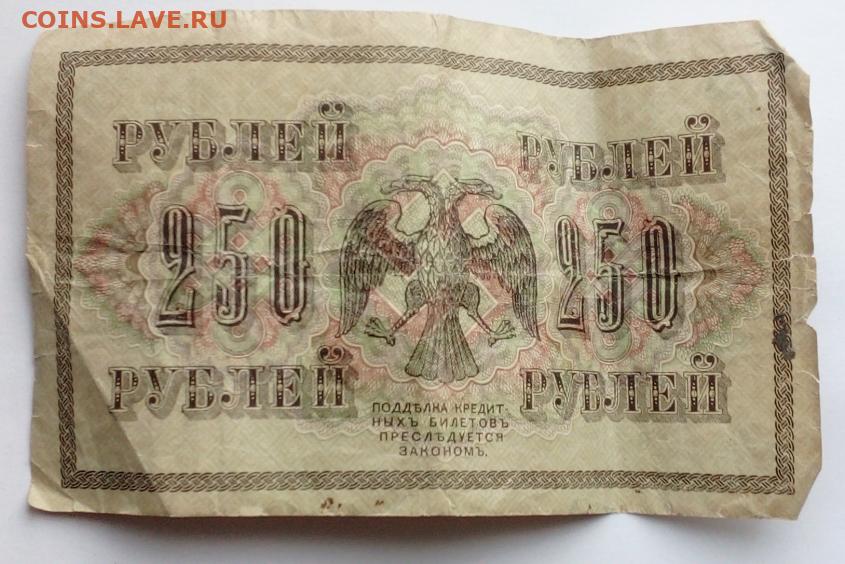 COINS.LAVE.RU
РУБЛЕЙ РУБЛЕЙ
250 250
РУБЛЕЙ РУБЛЕЙ
ПОДДѢЛКА КРЕДИТ-
НЫХЪ БИЛЕТОВЪ
ПРЕСЛѢДУЕТСЯ
ЗАКОНОМЪ.